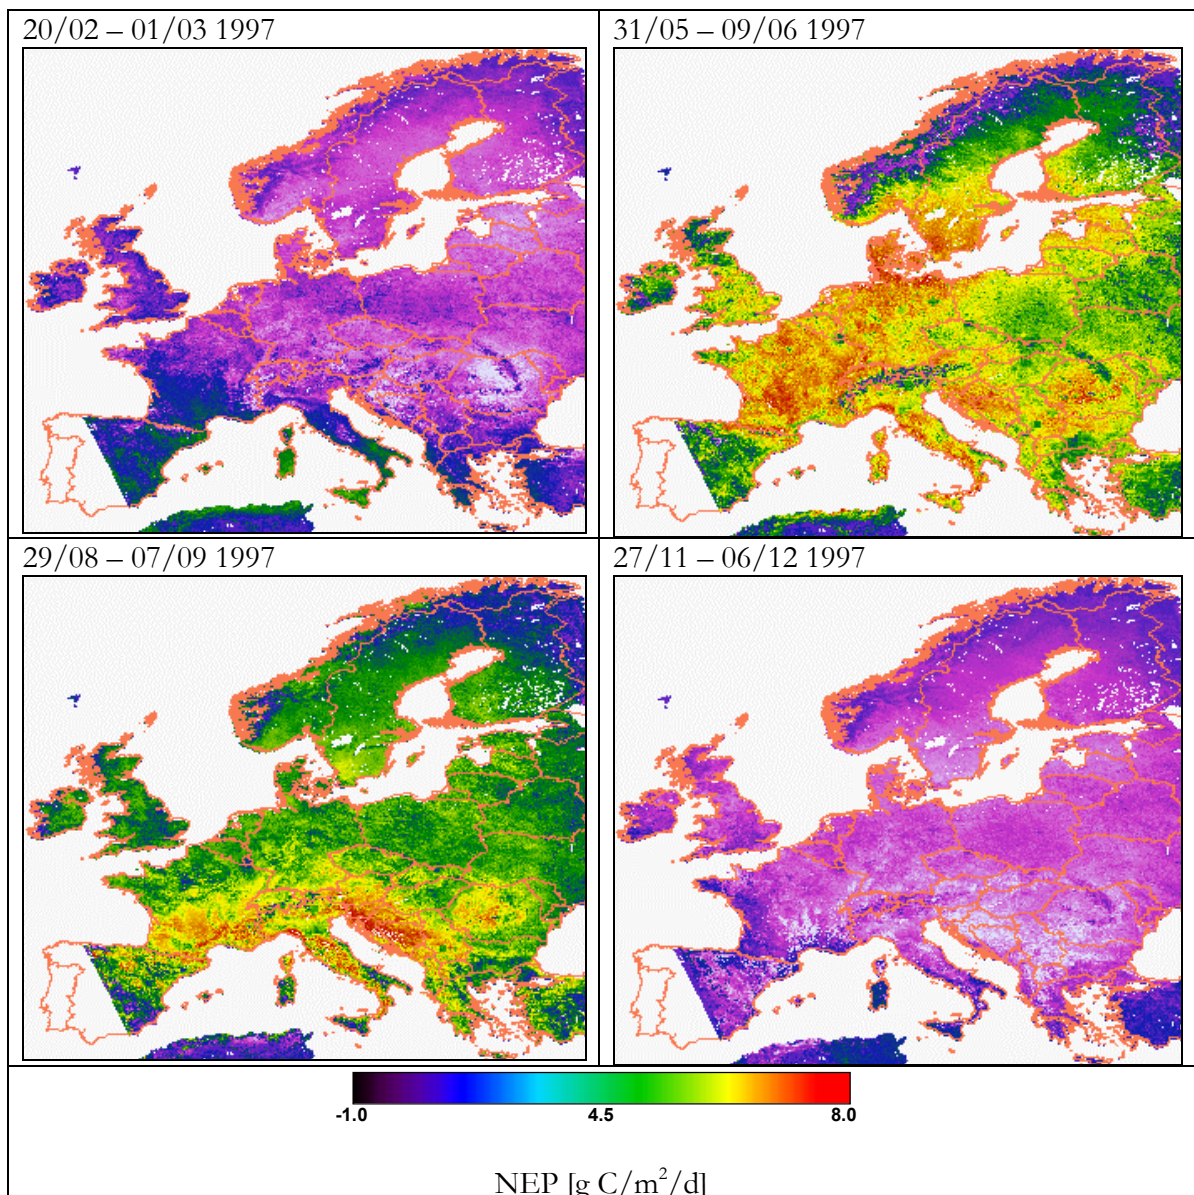 20/02 – 01/03 1997
31/05 – 09/06 1997
29/08 – 07/09 1997
27/11 – 06/12 1997
-1.0 4.5 8.0
NEP [g C/m²/d]